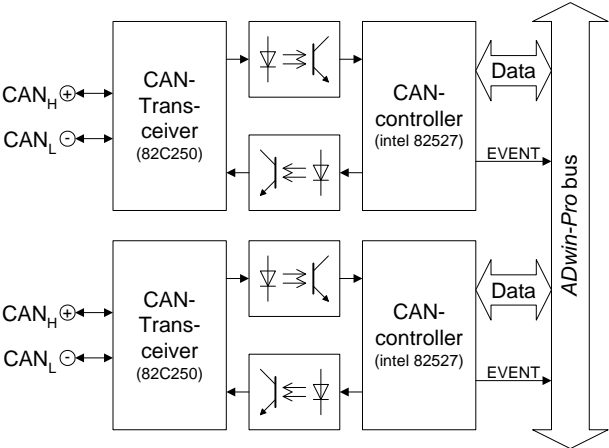 CAN-
Trans-
ceiver
(82C250)
CANH +
CANL -
CAN-
controller
(intel 82527)
Data
EVENT
ADwin-Pro bus
CAN-
Trans-
ceiver
(82C250)
CANH +
CANL -
CAN-
controller
(intel 82527)
Data
EVENT